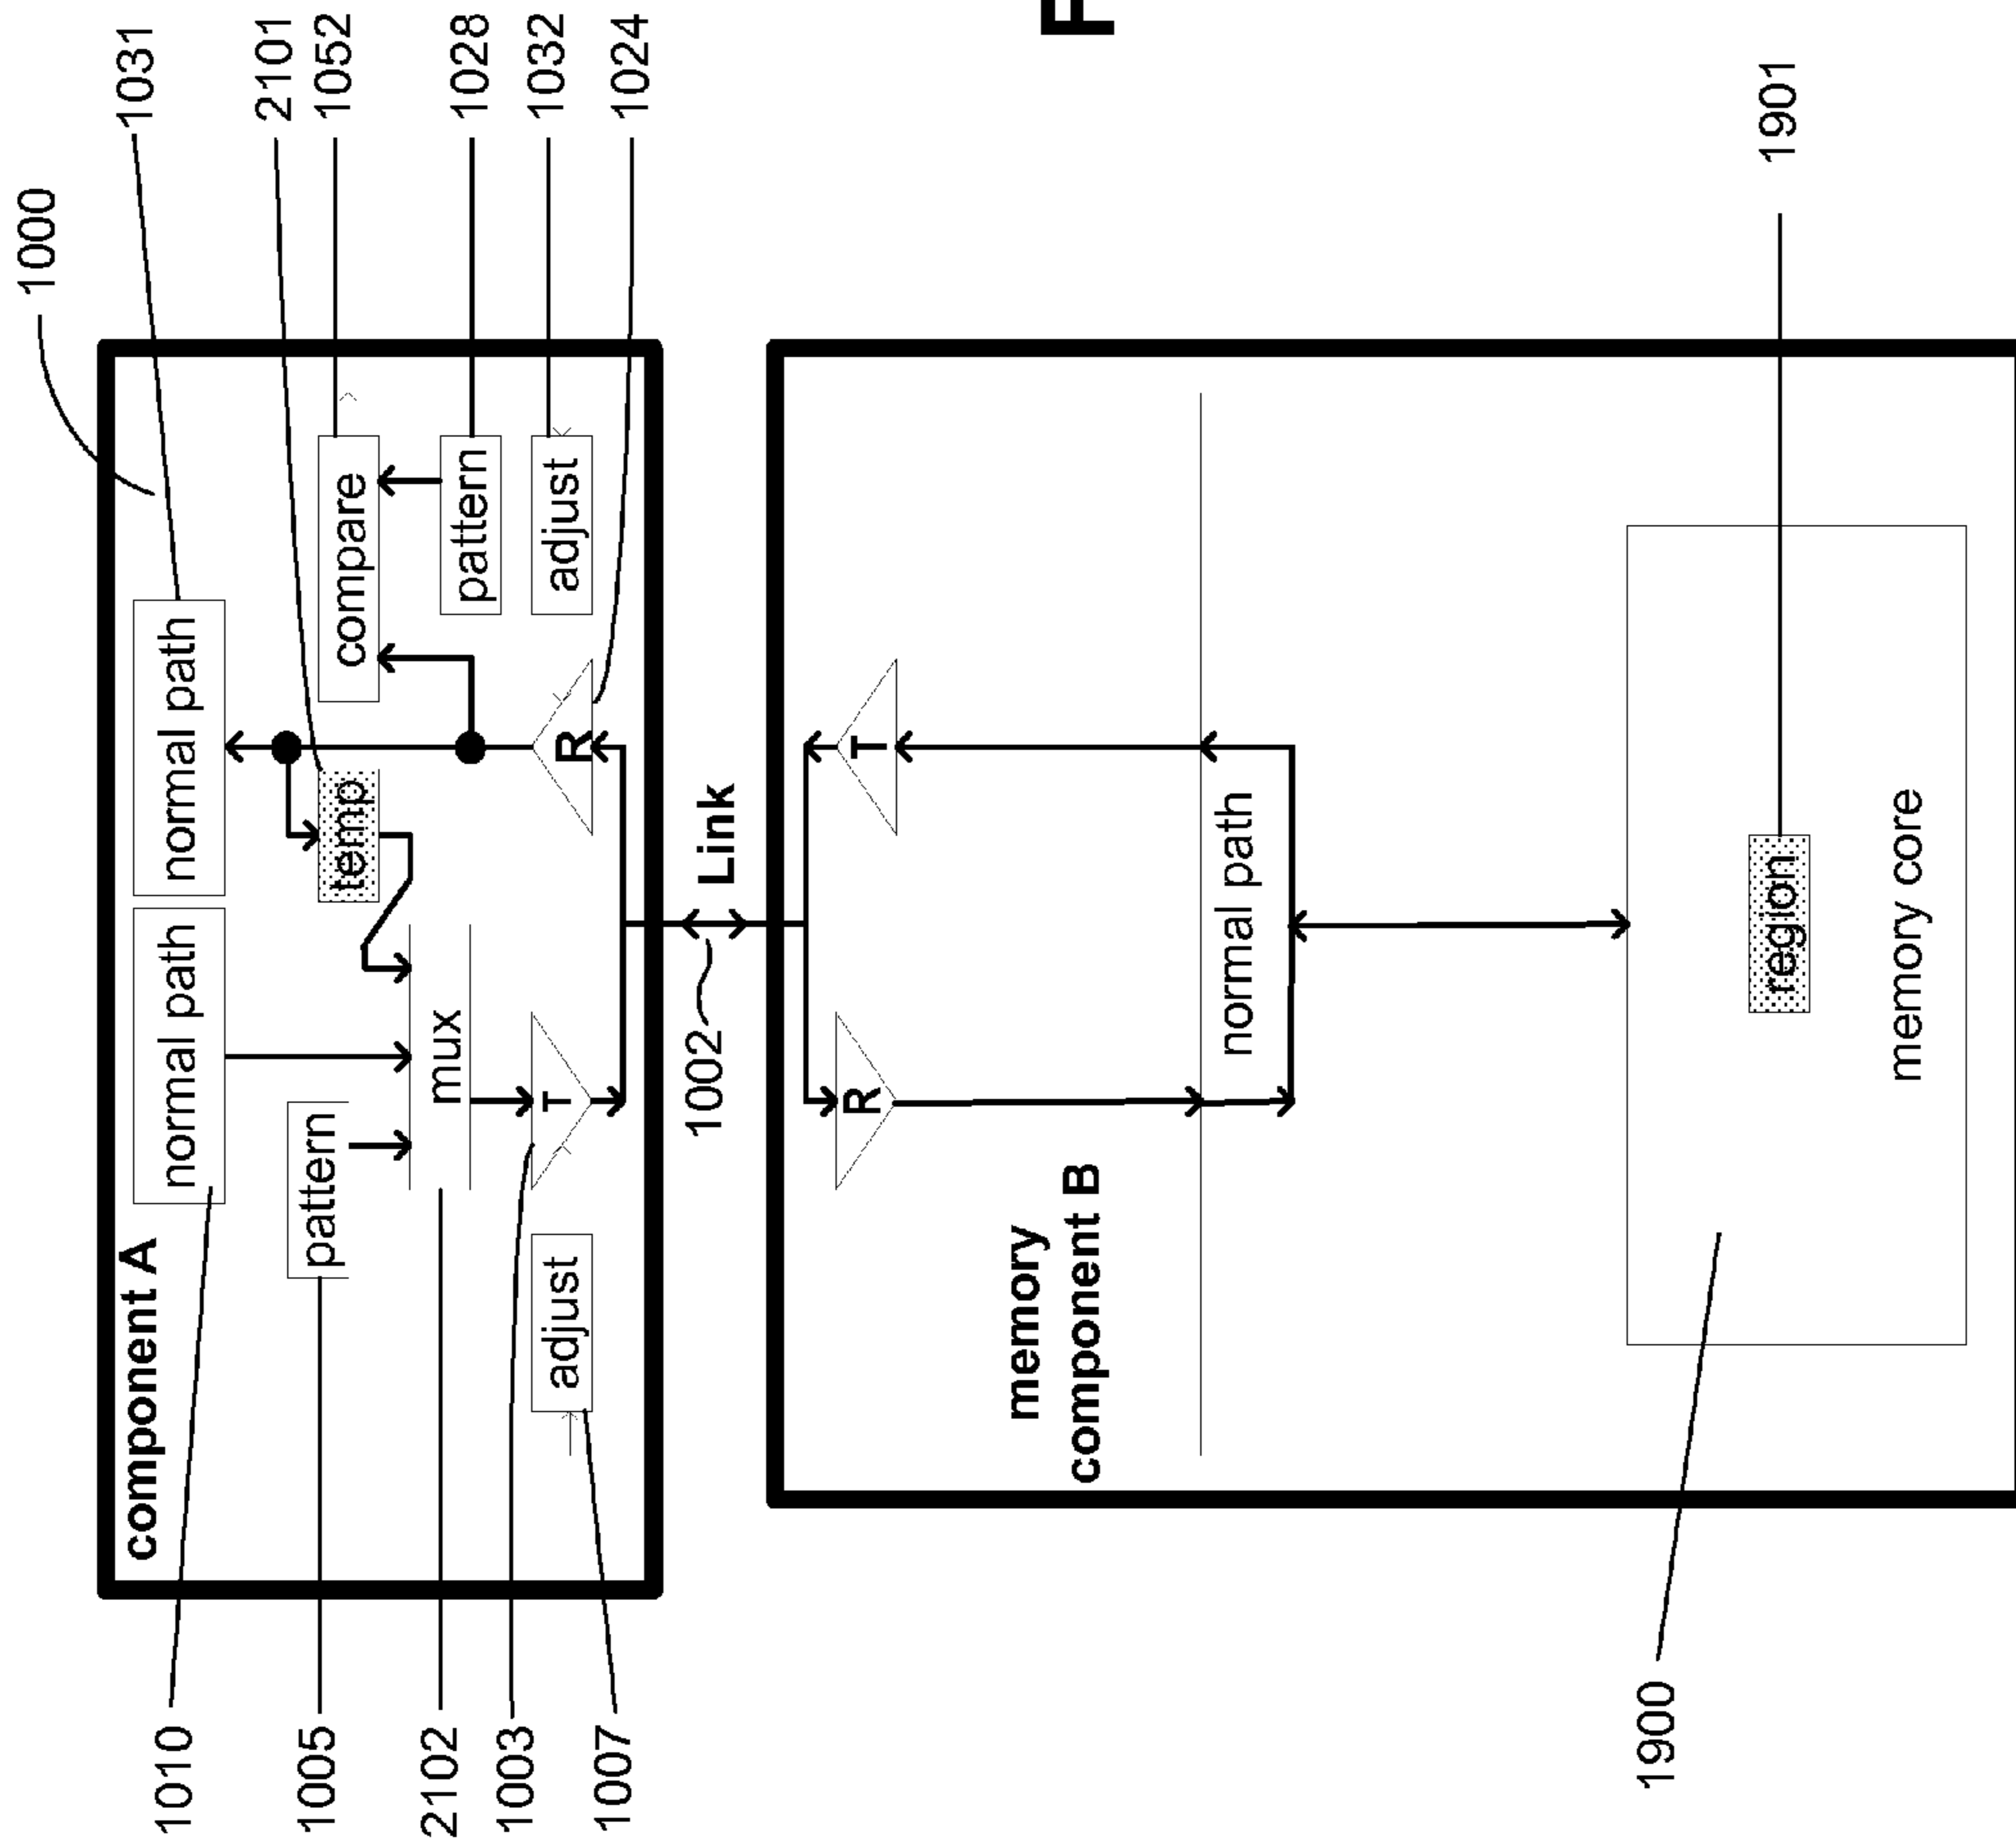 1000
1031
2101
1052
1028
1032
1024
component A
normal path
normal path
pattern
temp
compare
mux
pattern
adjust
T
R
adjust
1010
1005
2102
1003
1007
1002
Link
R
T
memory
component B
normal path
region
memory core
1900
1901
F